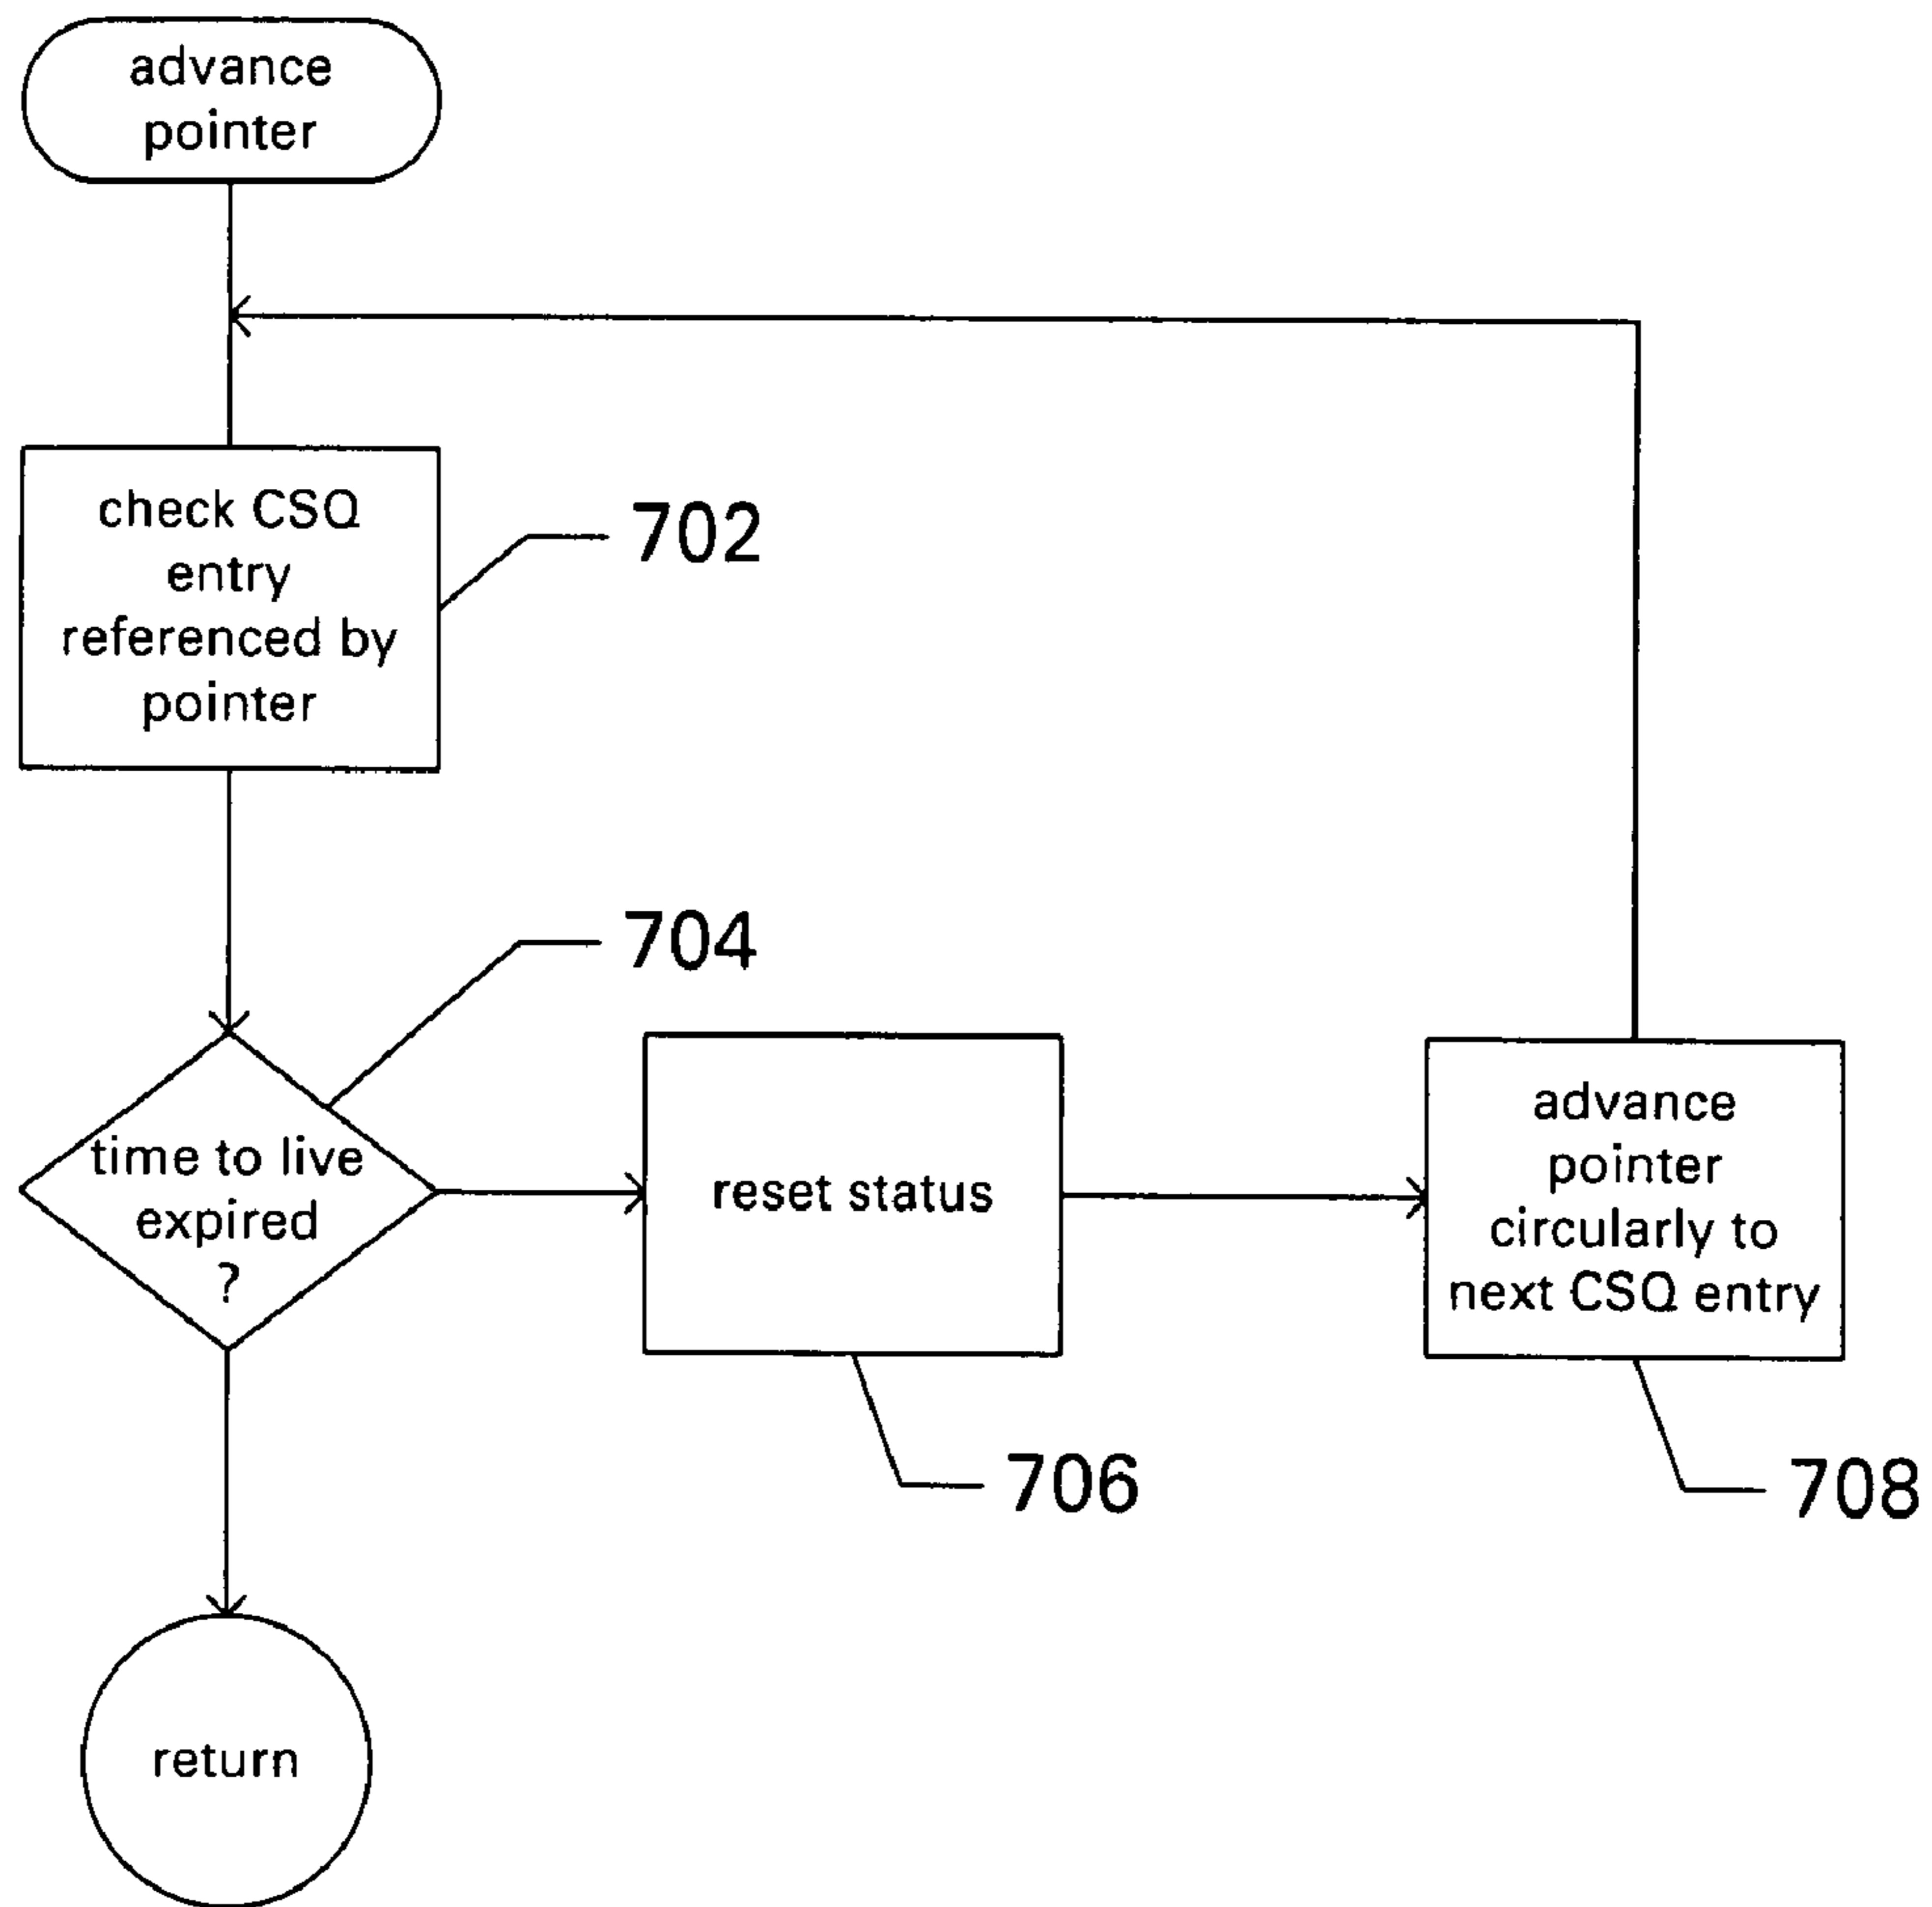 advance
pointer
check CSQ
entry
referenced by
pointer
702
704
time to live
expired
?
reset status
706
advance
pointer
circularly to
next CSQ entry
708
return